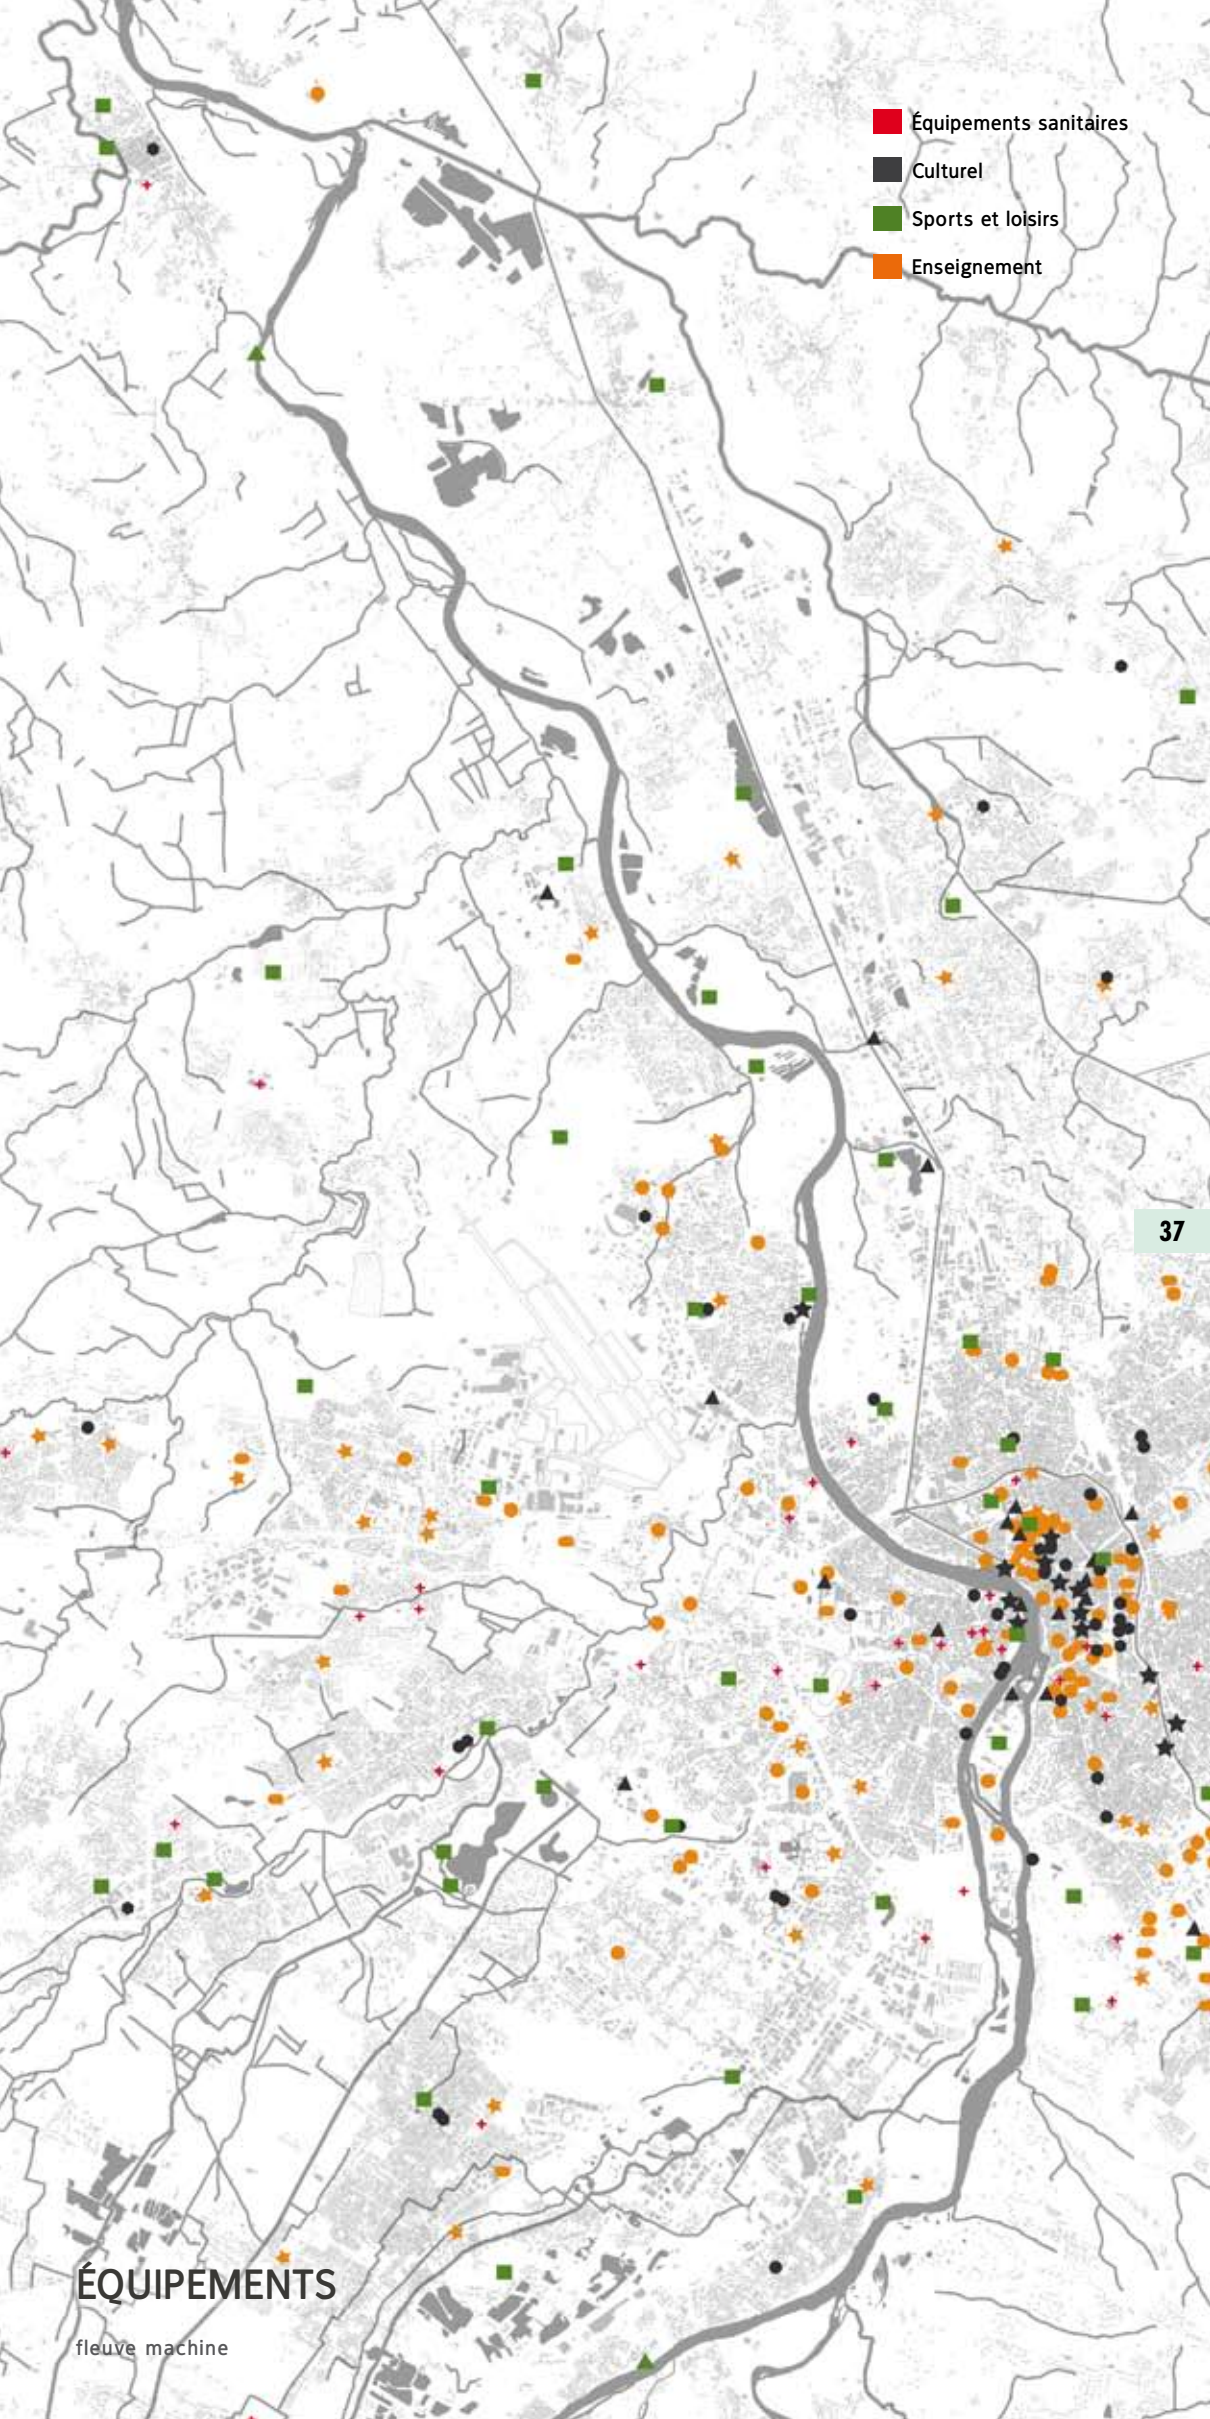 Équipements sanitaires
Culturel
Sports et loisirs
Enseignement
37
ÉQUIPEMENTS
fleuve machine